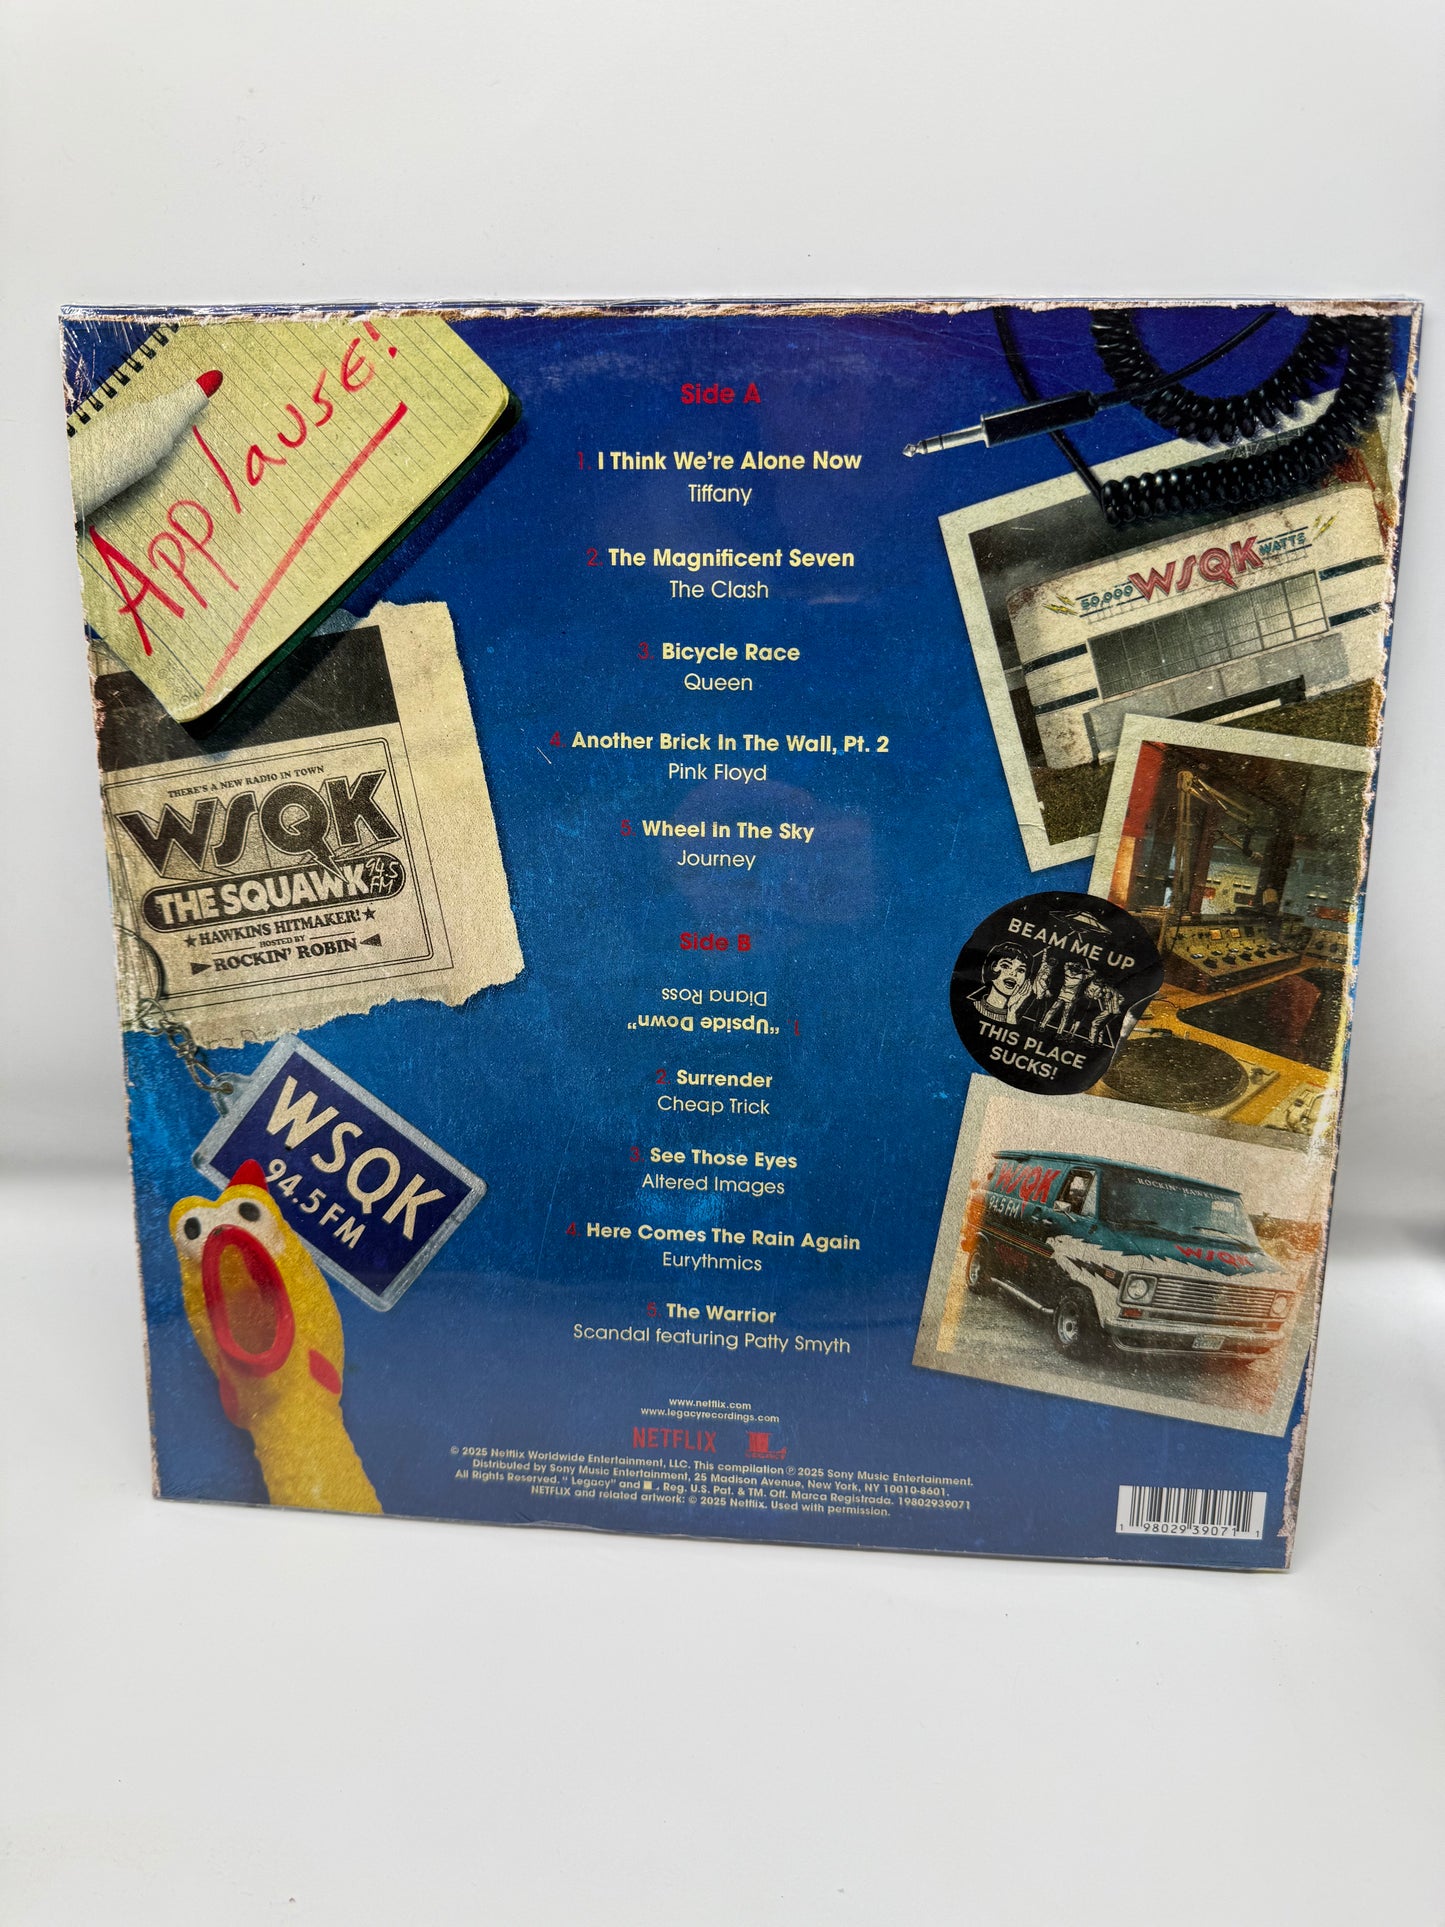 Applause!
THERE'S A NEW RADIO IN TOWN
WSQK
THE SQUAWK 94.5 FM
HAWKINS HITMAKER!
HOSTED BY
ROCKIN' ROBIN
WSQK
94.5 FM
Side A
1. I Think We're Alone Now
Tiffany
2. The Magnificent Seven
The Clash
3. Bicycle Race
Queen
4. Another Brick In The Wall, Pt. 2
Pink Floyd
5. Wheel In The Sky
Journey
Side B
1. "Upside Down"
Diana Ross
2. Surrender
Cheap Trick
3. See Those Eyes
Altered Images
4. Here Comes The Rain Again
Eurythmics
5. The Warrior
Scandal featuring Patty Smyth
50,000 WSQK WATTS
BEAM ME UP
THIS PLACE
SUCKS!
WSQK
94.5 FM
ROCKIN' HAWKINS
WSQK
www.netflix.com
www.legacyrecordings.com
NETFLIX
LEGACY
© 2025 Netflix Worldwide Entertainment, LLC. This compilation ℗ 2025 Sony Music Entertainment.
Distributed by Sony Music Entertainment, 25 Madison Avenue, New York, NY 10010-8601.
All Rights Reserved. "Legacy" and Reg. U.S. Pat. & TM. Off. Marca Registrada. 19802939071
NETFLIX and related artwork: © 2025 Netflix. Used with permission.
1 98029 39071 1